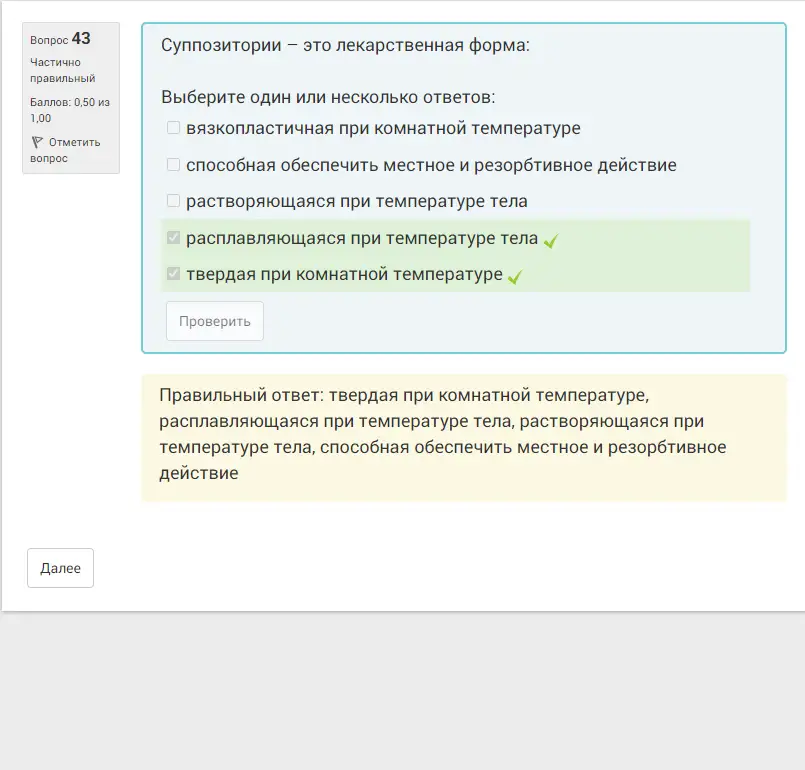 Вопрос 43
Частично
правильный
Баллов: 0,50 из
1,00
Отметить
вопрос
Суппозитории – это лекарственная форма:
Выберите один или несколько ответов:
вязкопластичная при комнатной температуре
способная обеспечить местное и резорбтивное действие
растворяющаяся при температуре тела
расплавляющаяся при температуре тела
твердая при комнатной температуре
Проверить
Правильный ответ: твердая при комнатной температуре,
расплавляющаяся при температуре тела, растворяющаяся при
температуре тела, способная обеспечить местное и резорбтивное
действие
Далее